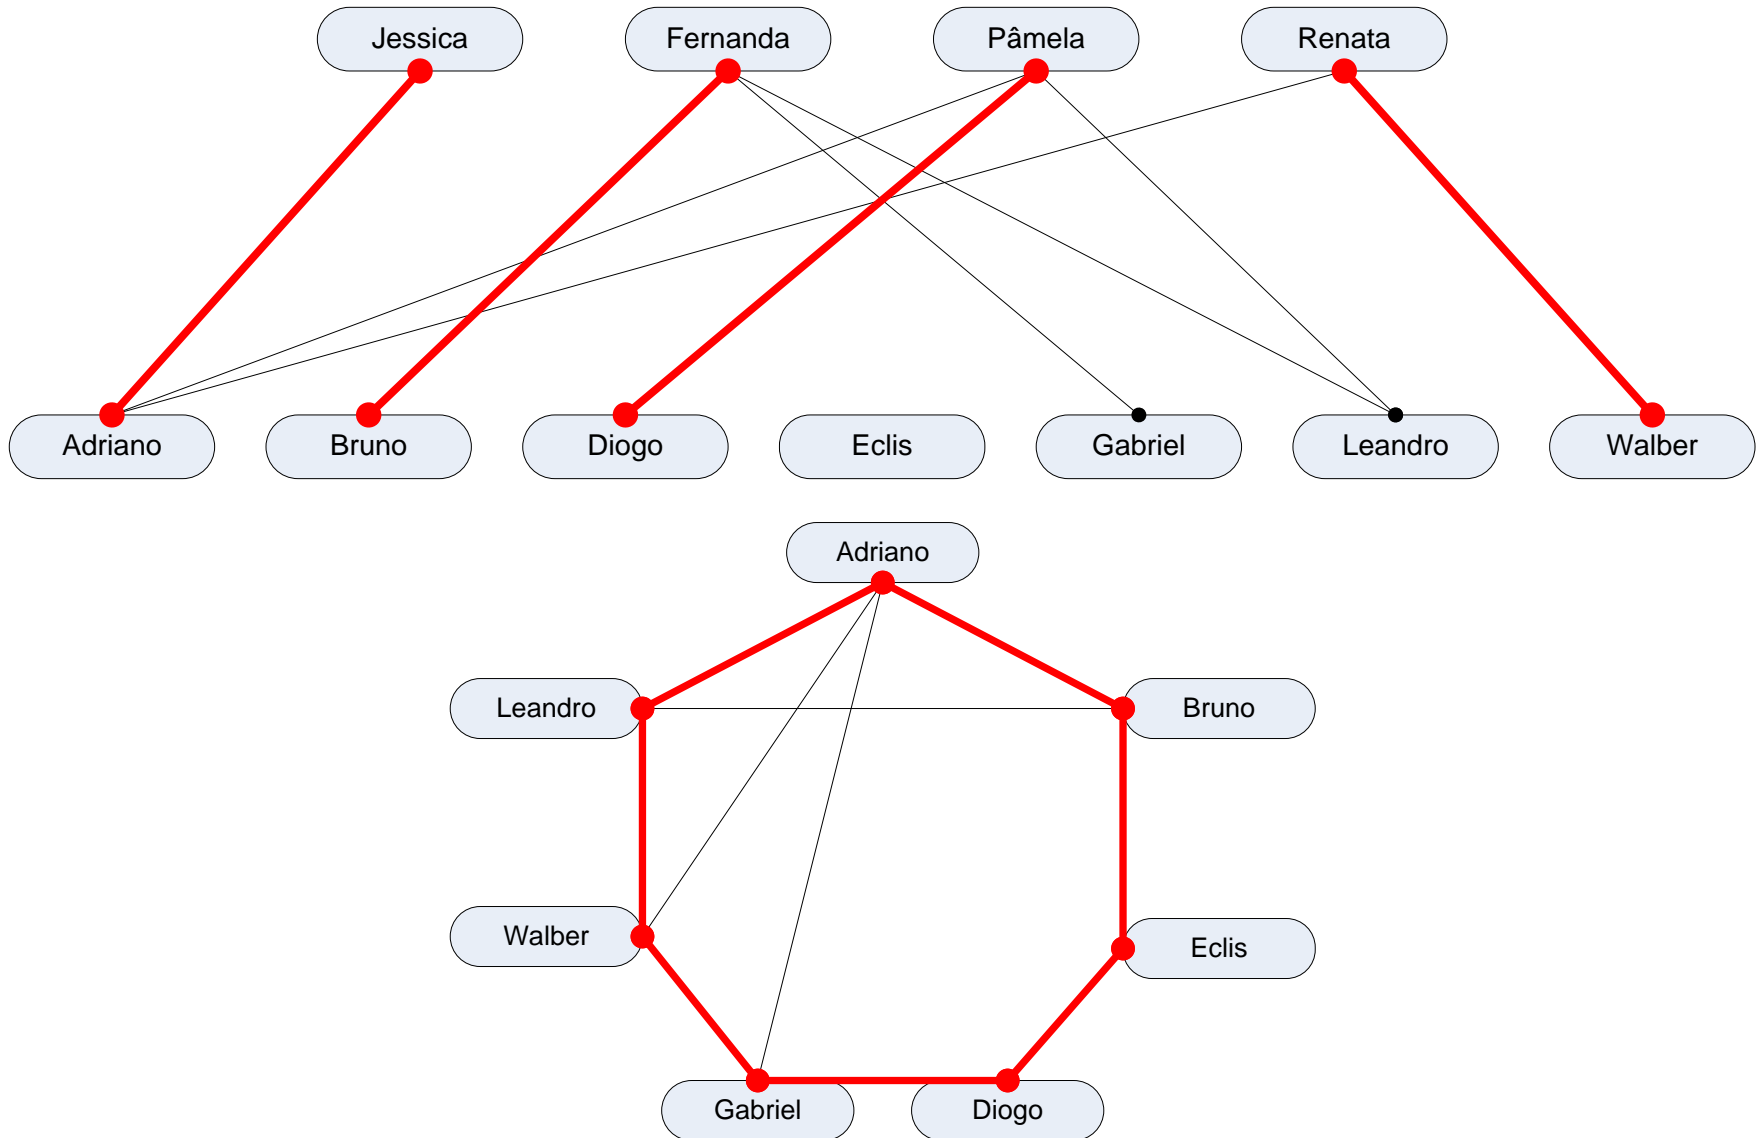 Jessica
Fernanda
Pâmela
Renata
Adriano
Bruno
Diogo
Eclis
Gabriel
Leandro
Walber
Adriano
Leandro
Bruno
Walber
Eclis
Gabriel
Diogo